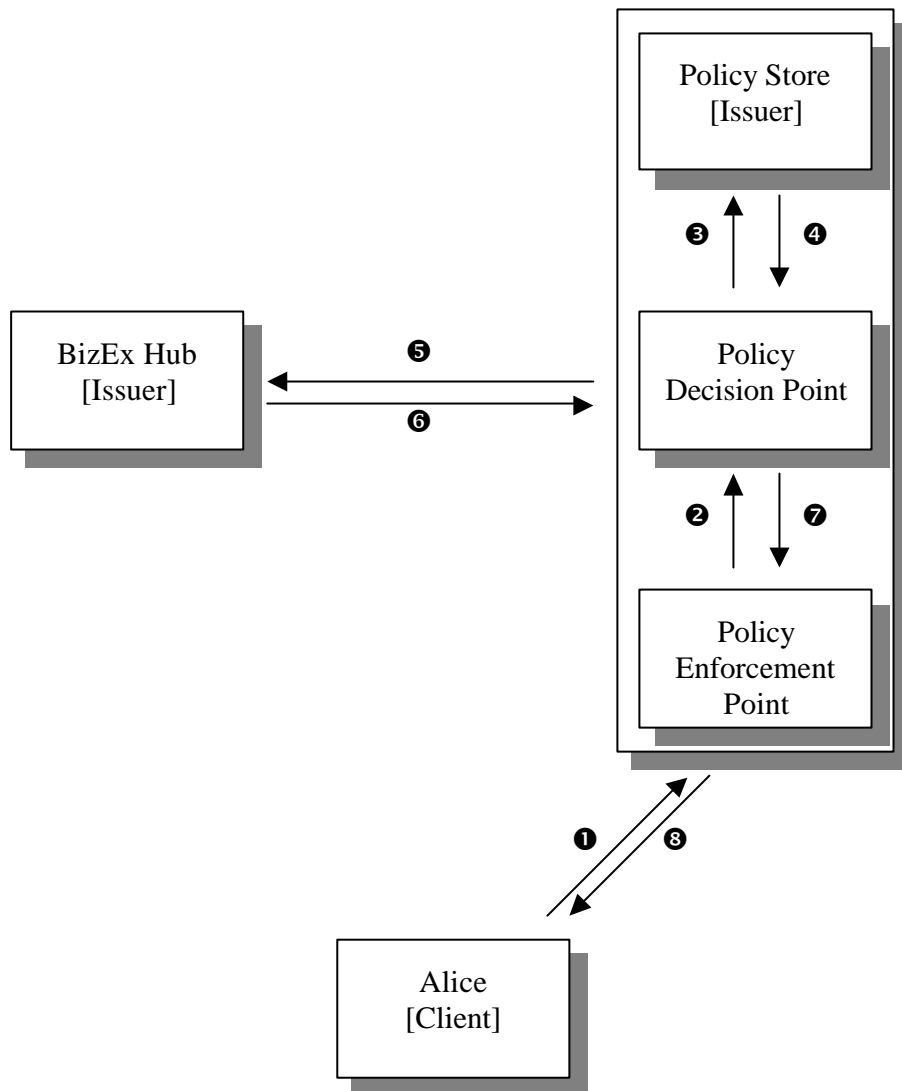 Policy Store
[Issuer]
❸ ❹
BizEx Hub
[Issuer]
❺
❻
Policy
Decision Point
❷ ❼
Policy
Enforcement
Point
❶ ❽
Alice
[Client]